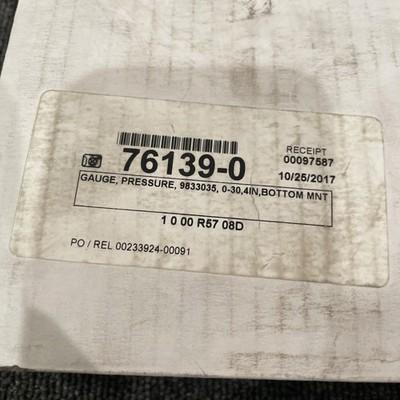 76139-0
RECEIPT
00097587
10/25/2017
GAUGE, PRESSURE, 9833035, 0-30,4IN,BOTTOM MNT
1 0 00 R57 08D
PO / REL 00233924-00091